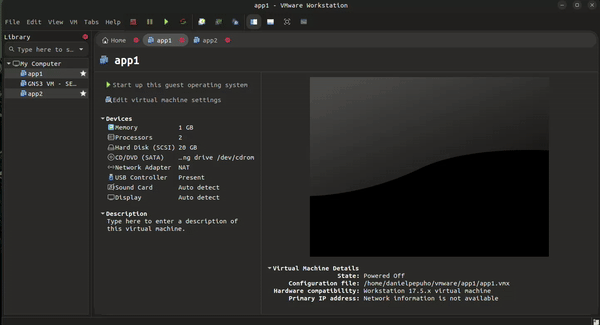 app1 - VMware Workstation
File Edit View VM Tabs Help
Library
Type here to s...
My Computer
app1
GNS3 VM - SE...
app2
Home
app1
app2
app1
Start up this guest operating system
Edit virtual machine settings
Devices
Memory 1 GB
Processors 2
Hard Disk (SCSI) 20 GB
CD/DVD (SATA) ...ng drive /dev/cdrom
Network Adapter NAT
USB Controller Present
Sound Card Auto detect
Display Auto detect
Description
Type here to enter a description of
this virtual machine.
Virtual Machine Details
State: Powered Off
Configuration file: /home/danielpepuho/vmware/app1/app1.vmx
Hardware compatibility: Workstation 17.5.x virtual machine
Primary IP address: Network information is not available